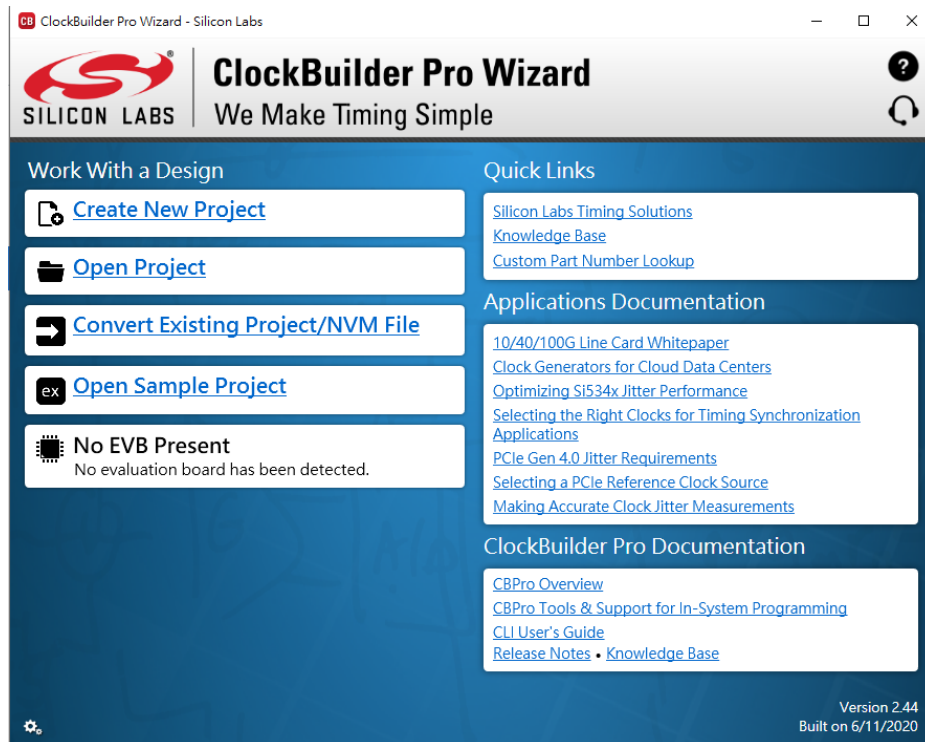 CB ClockBuilder Pro Wizard - Silicon Labs
SILICON LABS
ClockBuilder Pro Wizard
We Make Timing Simple
Work With a Design
Create New Project
Open Project
Convert Existing Project/NVM File
ex Open Sample Project
No EVB Present
No evaluation board has been detected.
Quick Links
Silicon Labs Timing Solutions
Knowledge Base
Custom Part Number Lookup
Applications Documentation
10/40/100G Line Card Whitepaper
Clock Generators for Cloud Data Centers
Optimizing Si534x Jitter Performance
Selecting the Right Clocks for Timing Synchronization
Applications
PCIe Gen 4.0 Jitter Requirements
Selecting a PCIe Reference Clock Source
Making Accurate Clock Jitter Measurements
ClockBuilder Pro Documentation
CBPro Overview
CBPro Tools & Support for In-System Programming
CLI User's Guide
Release Notes • Knowledge Base
Version 2.44
Built on 6/11/2020